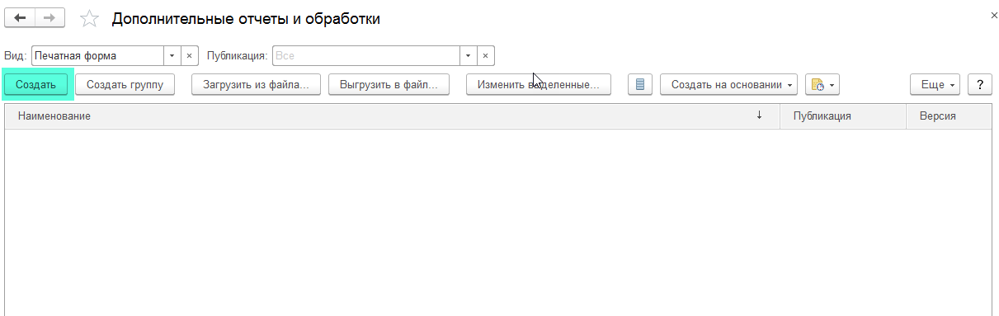 Дополнительные отчеты и обработки
Вид: Печатная форма Публикация: Все
Создать Создать группу Загрузить из файла... Выгрузить в файл... Изменить выделенные... Создать на основании Еще ?
Наименование Публикация Версия